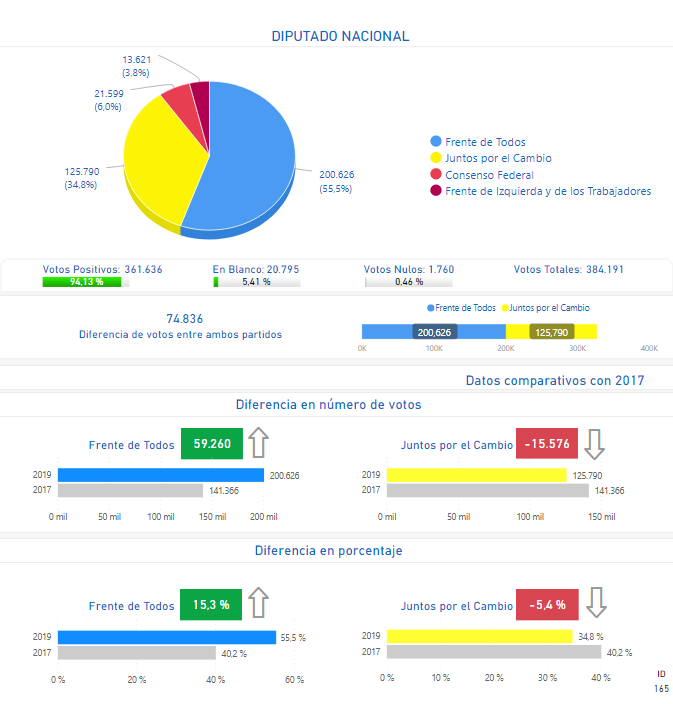 DIPUTADO NACIONAL
13.621
(3,8%)
21.599
(6,0%)
125.790
(34,8%)
200.626
(55,5%)
Frente de Todos
Juntos por el Cambio
Consenso Federal
Frente de Izquierda y de los Trabajadores
Votos Positivos: 361.636
94,13 %
En Blanco: 20.795
5,41 %
Votos Nulos: 1.760
0,46 %
Votos Totales: 384.191
74.836
Diferencia de votos entre ambos partidos
Frente de Todos Juntos por el Cambio
200,626 125,790
0K 100K 200K 300K 400K
Datos comparativos con 2017
Diferencia en número de votos
Frente de Todos 59.260
2019 200.626
2017 141.366
0 mil 50 mil 100 mil 150 mil 200 mil
Juntos por el Cambio -15.576
2019 125.790
2017 141.366
0 mil 50 mil 100 mil 150 mil
Diferencia en porcentaje
Frente de Todos 15,3 %
2019 55,5 %
2017 40,2 %
0 % 20 % 40 % 60 %
Juntos por el Cambio -5,4 %
2019 34,8 %
2017 40,2 %
0 % 10 % 20 % 30 % 40 %
ID
165